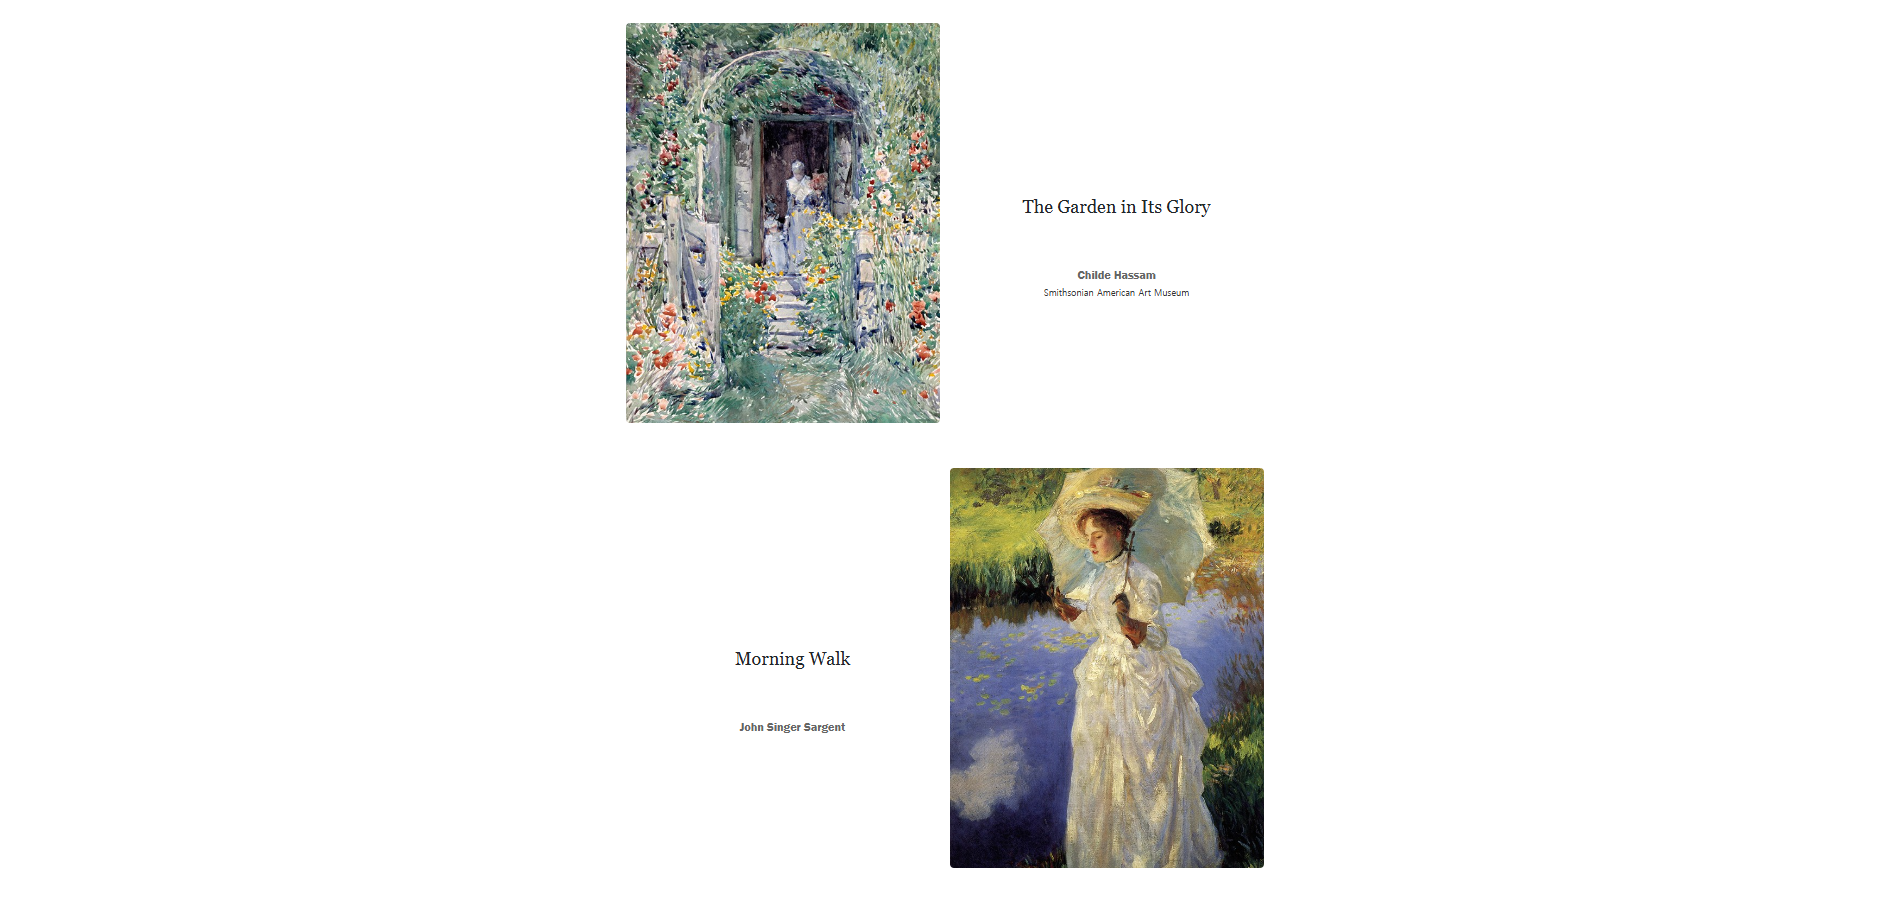 The Garden in Its Glory
Childe Hassam
Smithsonian American Art Museum
Morning Walk
John Singer Sargent